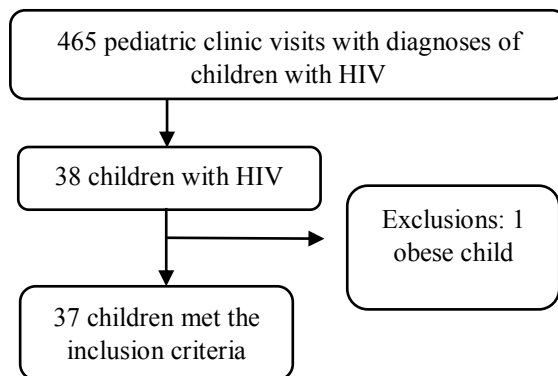 465 pediatric clinic visits with diagnoses of
children with HIV
38 children with HIV
Exclusions: 1
obese child
37 children met the
inclusion criteria